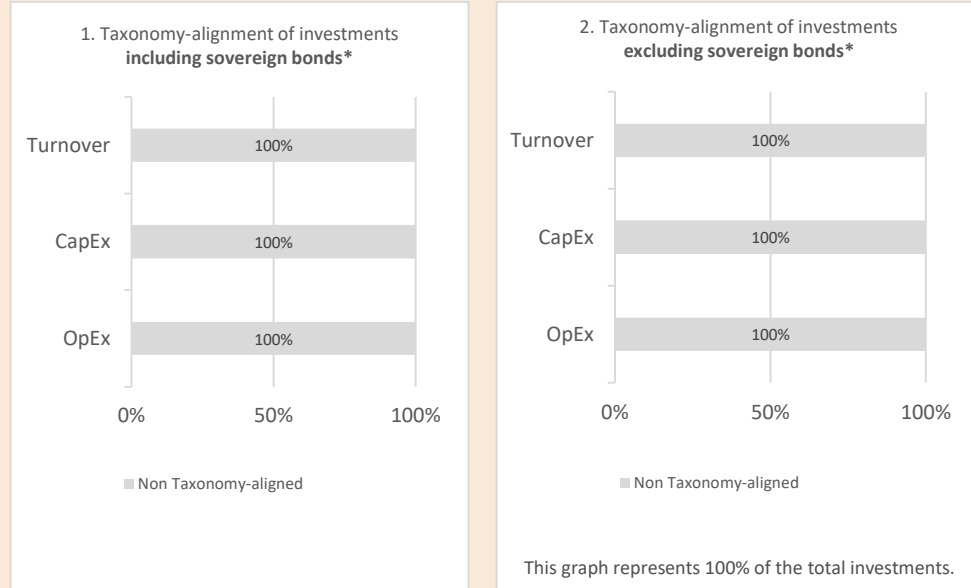 1. Taxonomy-alignment of investments
including sovereign bonds*
Turnover
100%
CapEx
100%
OpEx
100%
0%
50%
100%
Non Taxonomy-aligned
2. Taxonomy-alignment of investments
excluding sovereign bonds*
Turnover
100%
CapEx
100%
OpEx
100%
0%
50%
100%
Non Taxonomy-aligned
This graph represents 100% of the total investments.